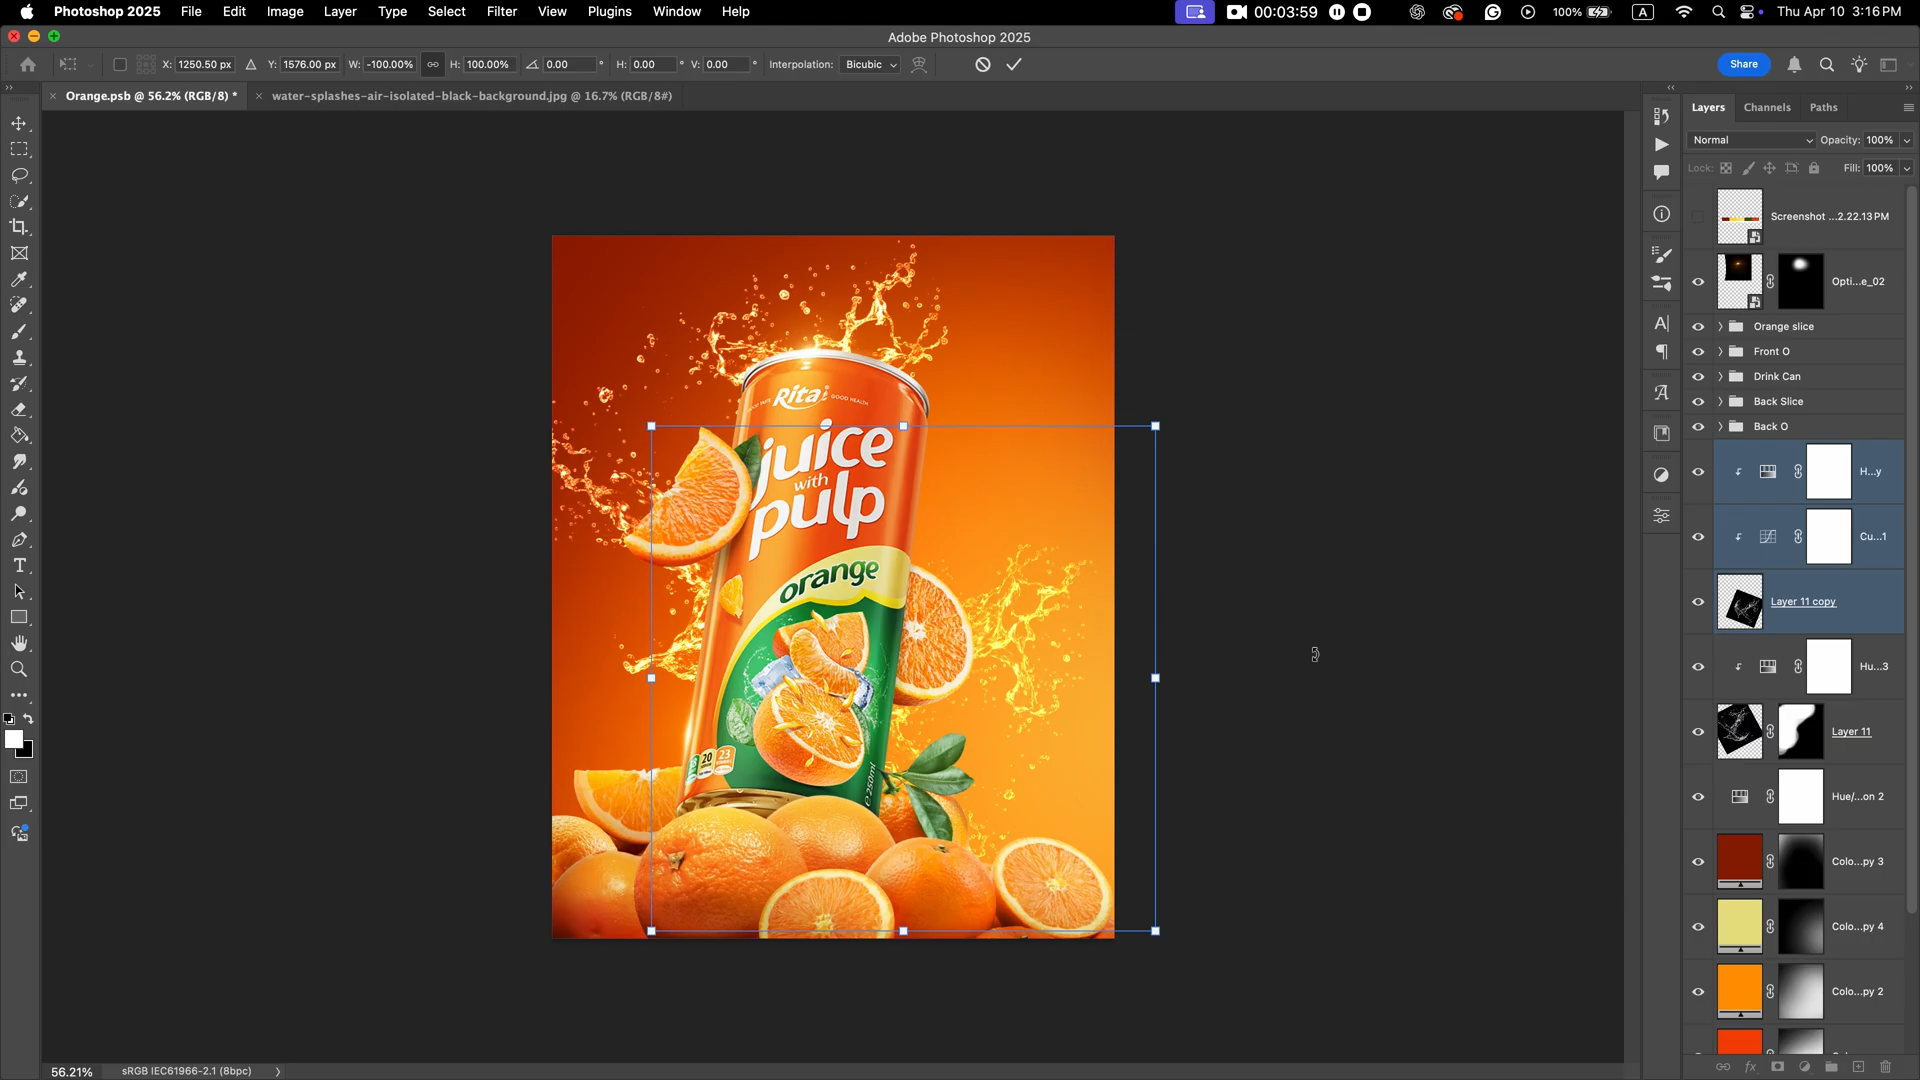 Photoshop 2025 File Edit Image Layer Type Select Filter View Plugins Window Help 00:03:59 100% A Thu Apr 10 3:16 PM
Adobe Photoshop 2025
X: 1250.50 px Y: 1576.00 px W: -100.00% H: 100.00% 0.00 ° H: 0.00 ° V: 0.00 ° Interpolation: Bicubic Share
Orange.psb @ 56.2% (RGB/8) * water-splashes-air-isolated-black-background.jpg @ 16.7% (RGB/8#)
Layers Channels Paths
Normal Opacity: 100%
Lock: Fill: 100%
Screenshot ...2.22.13 PM
Opti...e_02
Orange slice
Front O
Drink Can
Back Slice
Back O
H...y
Cu...1
Layer 11 copy
Hu...3
Layer 11
Hue/...on 2
Colo...py 3
Colo...py 4
Colo...py 2
Rita
TASTE GOOD HEALTH
juice
with
pulp
orange
20
23
e 250ml
56.21% sRGB IEC61966-2.1 (8bpc)